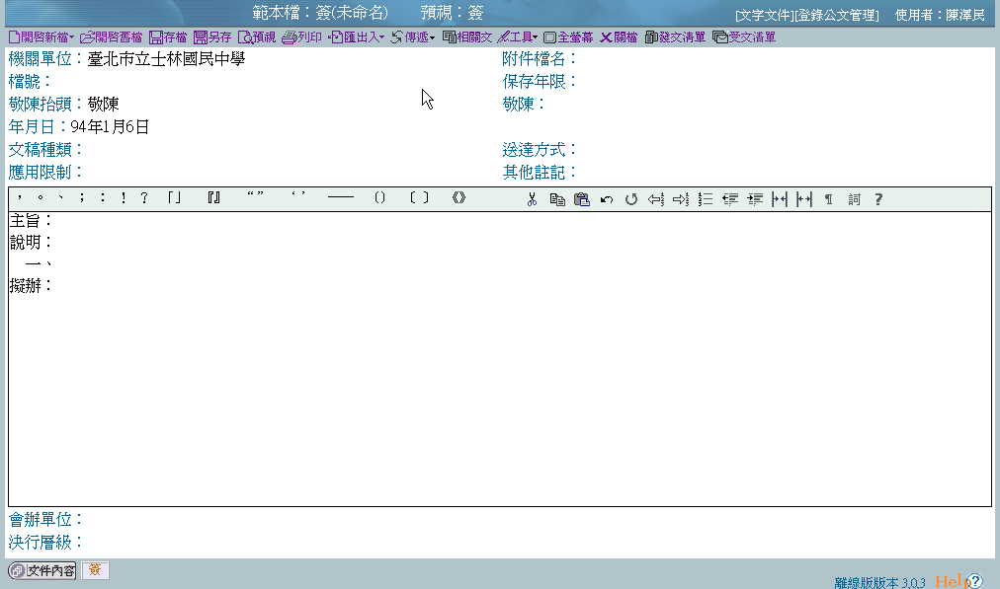 範本檔：簽(未命名) 預視：簽 [文字文件][登錄公文管理] 使用者：陳澤民
開啓新檔 開啓舊檔 存檔 另存 預視 列印 匯出入 傳遞 相關文 工具 全螢幕 關檔 發文清單 受文清單
機關單位：臺北市立士林國民中學 附件檔名：
檔號： 保存年限：
敬陳抬頭：敬陳 敬陳：
年月日：94年1月6日
文稿種類： 送達方式：
應用限制： 其他註記：
， 。 、 ； ： ！ ？ 「」 『』 “ ” ‘ ’ —— （） 〔 〕 《》 ¶ 詞 ?
主旨：
說明：
一、
擬辦：
會辦單位：
決行層級：
文件內容 簽
離線版版本 3.0.3 Help?